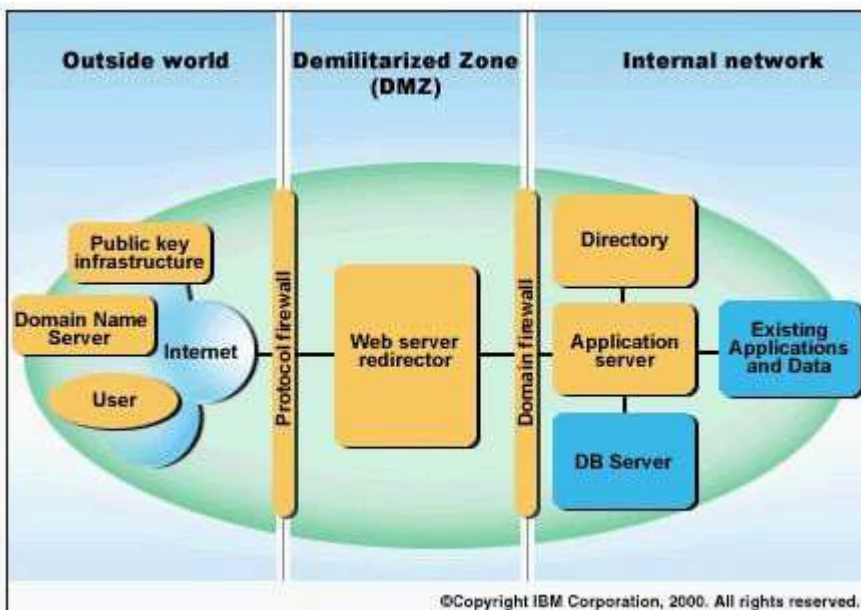 Outside world
Demilitarized Zone
(DMZ)
Internal network
Public key
infrastructure
Domain Name
Server
Internet
User
Protocol firewall
Web server
redirector
Domain firewall
Directory
Application
server
Existing
Applications
and Data
DB Server
©Copyright IBM Corporation, 2000. All rights reserved.